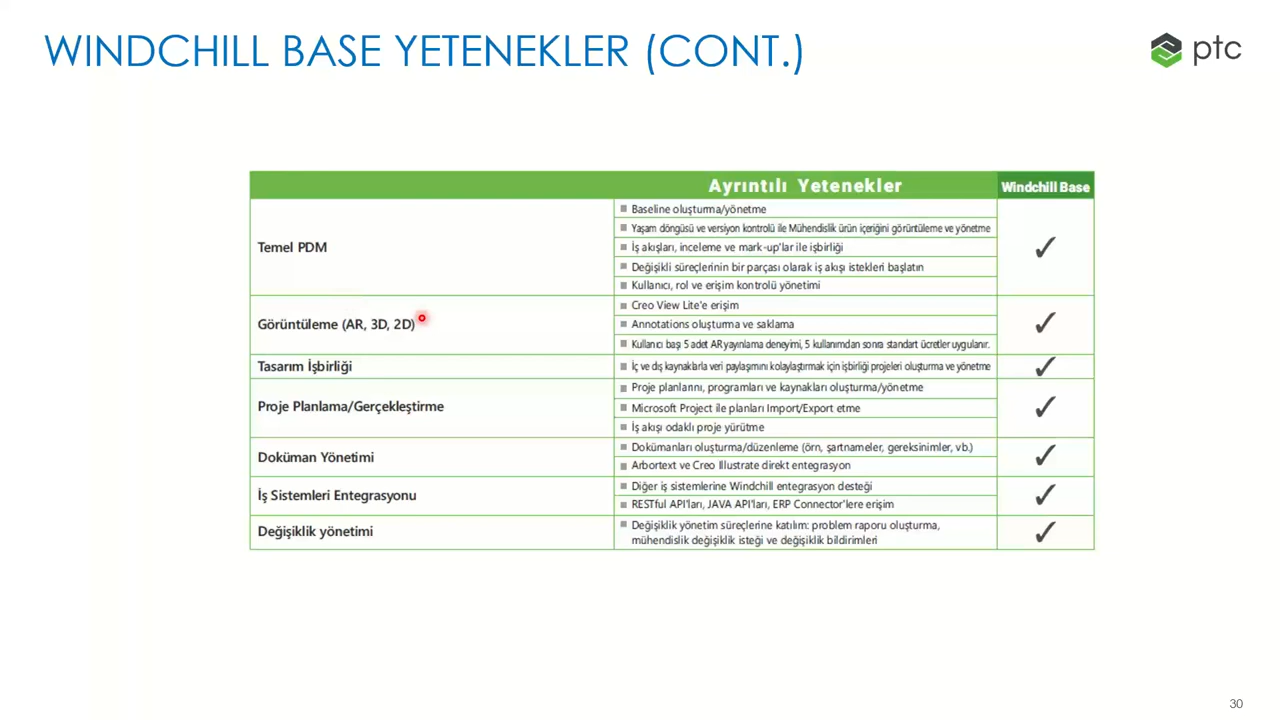 WINDCHILL BASE YETENEKLER (CONT.)
ptc
Ayrıntılı Yetenekler
Windchill Base
Temel PDM
Baseline oluşturma/yönetme
Yaşam döngüsü ve versiyon kontrolü ile Mühendislik ürün içeriğini görüntüleme ve yönetme
İş akışları, inceleme ve mark-up'lar ile işbirliği
Değişikli süreçlerinin bir parçası olarak iş akışı istekleri başlatın
Kullanıcı, rol ve erişim kontrolü yönetimi
✓
Görüntüleme (AR, 3D, 2D)
Creo View Lite'e erişim
Annotations oluşturma ve saklama
Kullanıcı başı 5 adet AR yayınlama deneyimi, 5 kullanımdan sonra standart ücretler uygulanır.
✓
Tasarım İşbirliği
İç ve dış kaynaklarla veri paylaşmını kolaylaştırmak için işbirliği projeleri oluşturma ve yönetme
✓
Proje Planlama/Gerçekleştirme
Proje planlarını, programları ve kaynakları oluşturma/yönetme
Microsoft Project ile planları Import/Export etme
İş akışı odaklı proje yürütme
✓
Doküman Yönetimi
Dokümanları oluşturma/düzenleme (örn, şartnameler, gereksinimler, vb.)
Arbortext ve Creo Illustrate direkt entegrasyon
✓
İş Sistemleri Entegrasyonu
Diğer iş sistemlerine Windchill entegrasyon desteği
RESTful API'ları, JAVA API'ları, ERP Connector'lere erişim
✓
Değişiklik yönetimi
Değişiklik yönetim süreçlerine katılım: problem raporu oluşturma,
mühendislik değişiklik isteği ve değişiklik bildirimleri
✓
30